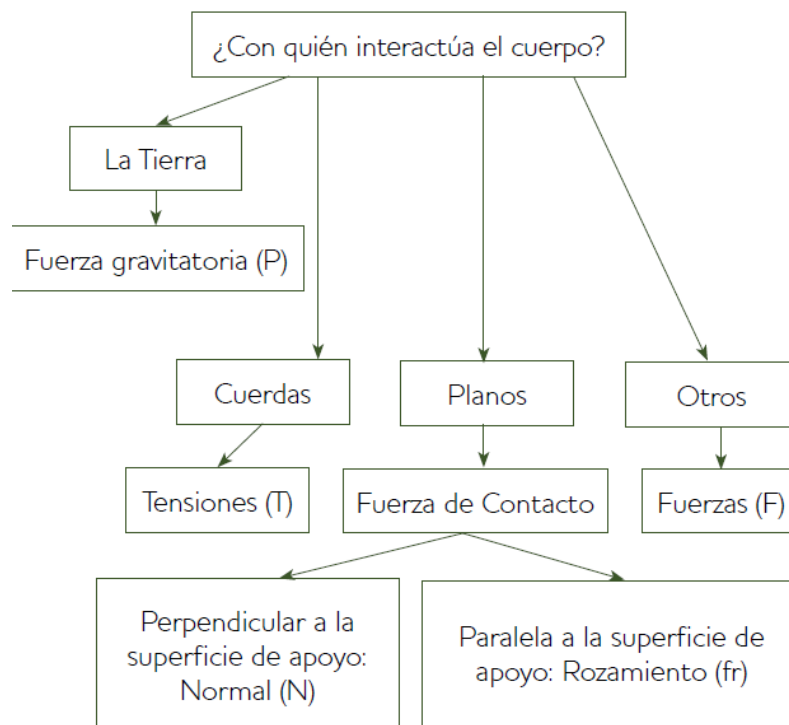 ¿Con quién interactúa el cuerpo?
La Tierra
Fuerza gravitatoria (P)
Cuerdas
Planos
Otros
Tensiones (T)
Fuerza de Contacto
Fuerzas (F)
Perpendicular a la
superficie de apoyo:
Normal (N)
Paralela a la superficie de
apoyo: Rozamiento (fr)